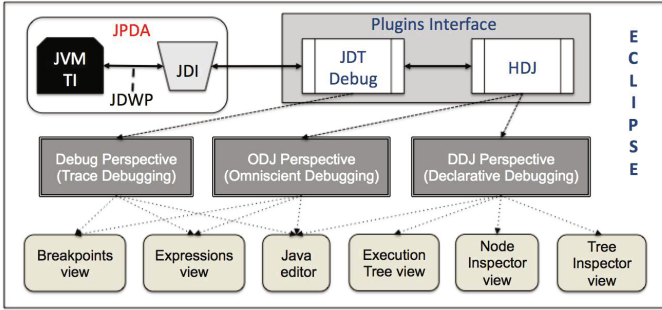 JPDA
JVM
TI
JDI
JDWP
Plugins Interface
JDT
Debug
HDJ
E
C
L
I
P
S
E
Debug Perspective
(Trace Debugging)
ODJ Perspective
(Omniscient Debugging)
DDJ Perspective
(Declarative Debugging)
Breakpoints
view
Expressions
view
Java
editor
Execution
Tree view
Node
Inspector
view
Tree
Inspector
view